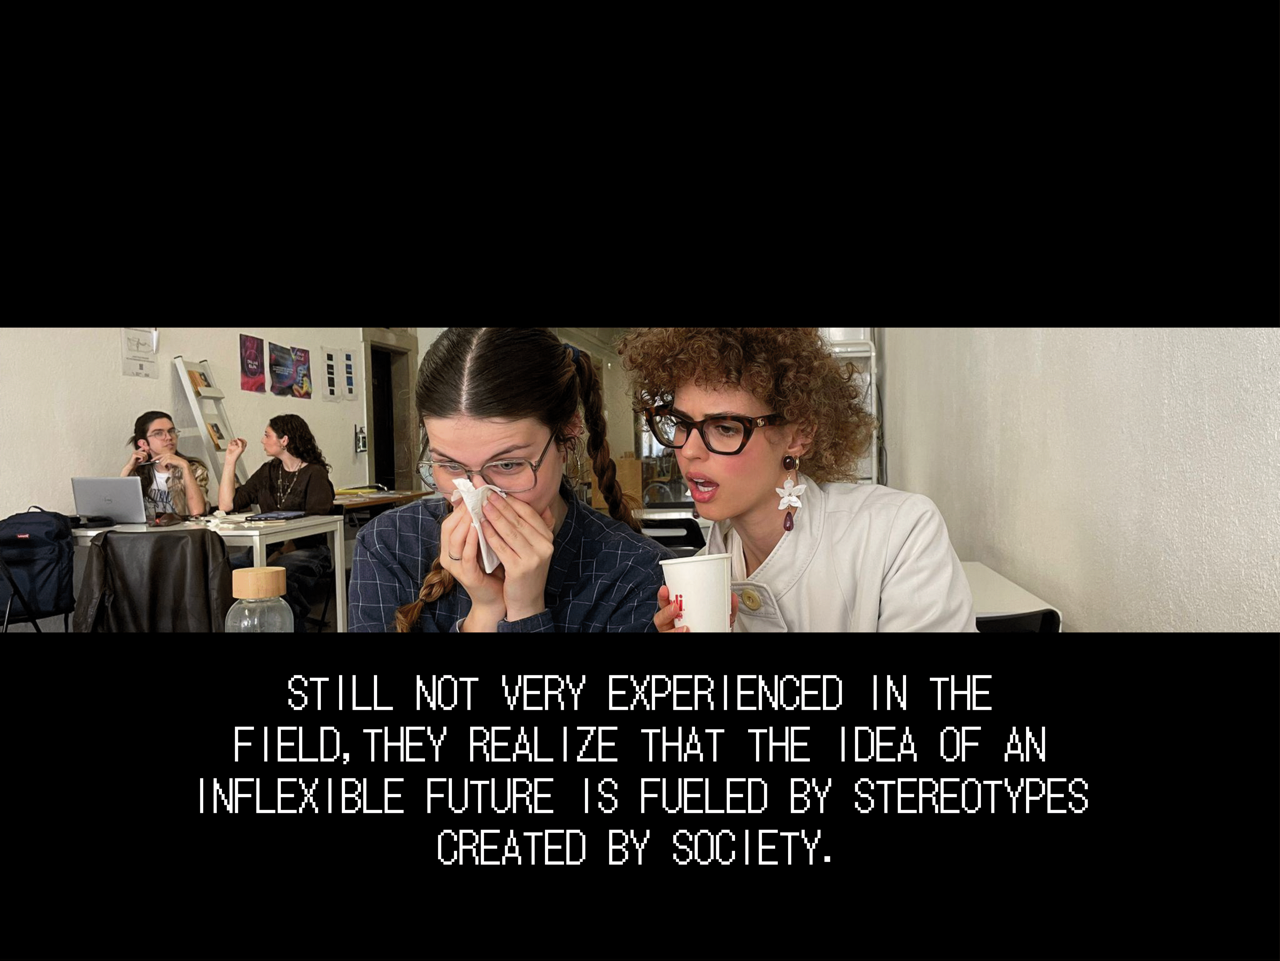 STILL NOT VERY EXPERIENCED IN THE
FIELD, THEY REALIZE THAT THE IDEA OF AN
INFLEXIBLE FUTURE IS FUELED BY STEREOTYPES
CREATED BY SOCIETY.